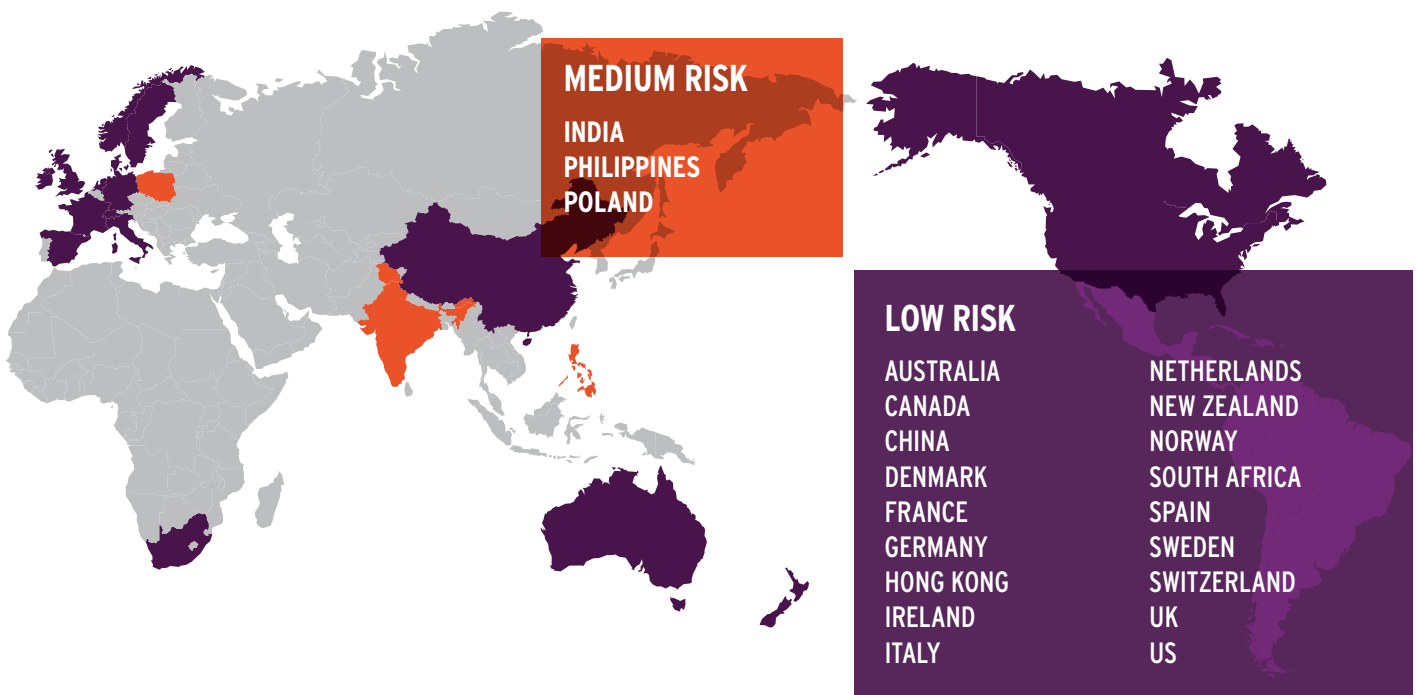 MEDIUM RISK
INDIA
PHILIPPINES
POLAND
LOW RISK
AUSTRALIA
CANADA
CHINA
DENMARK
FRANCE
GERMANY
HONG KONG
IRELAND
ITALY
NETHERLANDS
NEW ZEALAND
NORWAY
SOUTH AFRICA
SPAIN
SWEDEN
SWITZERLAND
UK
US